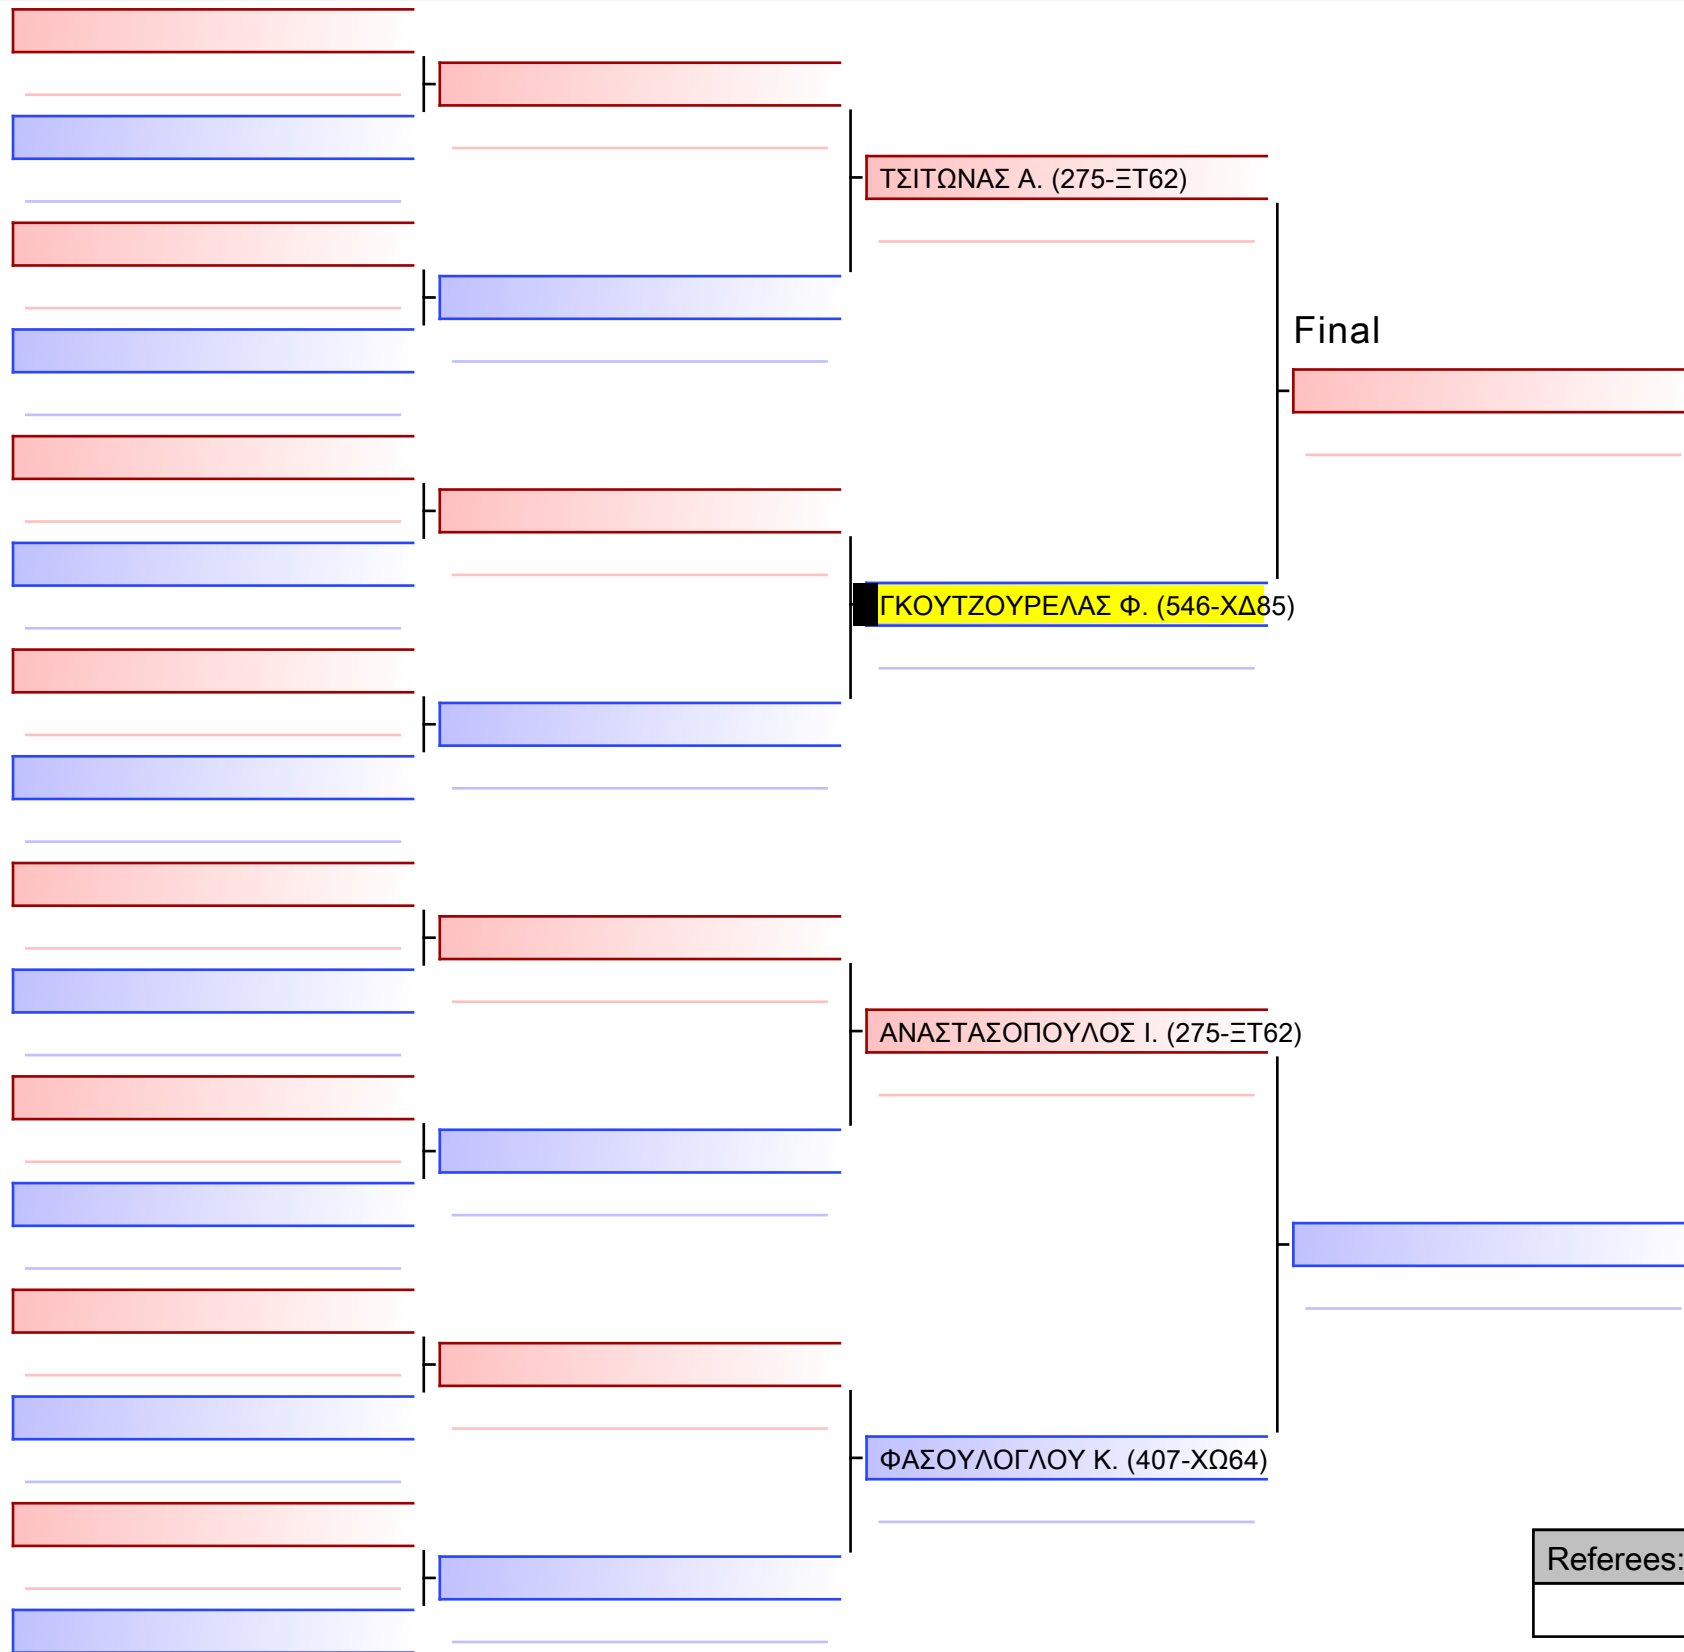 ΤΣΙΤΩΝΑΣ Α. (275-ΞΤ62)
Final
ΓΚΟΥΤΖΟΥΡΕΛΑΣ Φ. (546-ΧΔ85)
ΑΝΑΣΤΑΣΟΠΟΥΛΟΣ Ι. (275-ΞΤ62)
ΦΑΣΟΥΛΟΓΛΟΥ Κ. (407-ΧΩ64)
Referees: